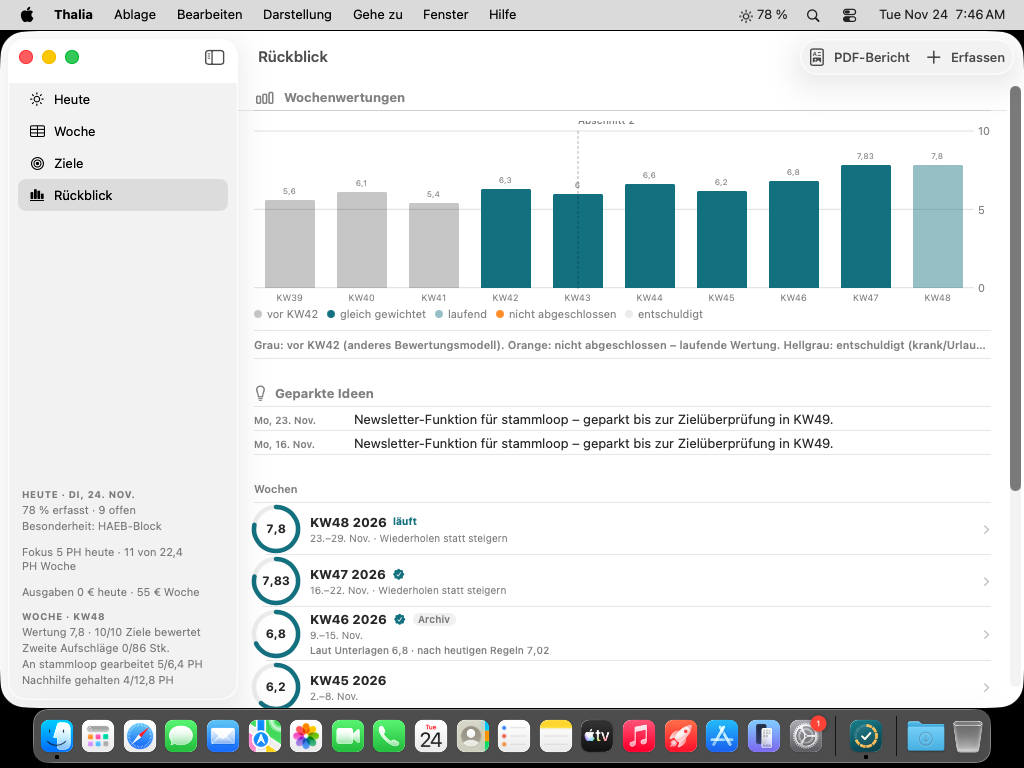 Thalia Ablage Bearbeiten Darstellung Gehe zu Fenster Hilfe 78 % Tue Nov 24 7:46 AM
Rückblick PDF-Bericht Erfassen
Heute
Woche
Ziele
Rückblick
HEUTE · DI, 24. NOV.
78 % erfasst · 9 offen
Besonderheit: HAEB-Block
Fokus 5 PH heute · 11 von 22,4
PH Woche
Ausgaben 0 € heute · 55 € Woche
WOCHE · KW48
Wertung 7,8 · 10/10 Ziele bewertet
Zweite Aufschläge 0/86 Stk.
An stammloop gearbeitet 5/6,4 PH
Nachhilfe gehalten 4/12,8 PH
Wochenwertungen
Abschnitt 2
10
5
0
5,6 6,1 5,4 6,3 6 6,6 6,2 6,8 7,83 7,8
KW39 KW40 KW41 KW42 KW43 KW44 KW45 KW46 KW47 KW48
vor KW42 gleich gewichtet laufend nicht abgeschlossen entschuldigt
Grau: vor KW42 (anderes Bewertungsmodell). Orange: nicht abgeschlossen – laufende Wertung. Hellgrau: entschuldigt (krank/Urlau...
Geparkte Ideen
Mo, 23. Nov. Newsletter-Funktion für stammloop – geparkt bis zur Zielüberprüfung in KW49.
Mo, 16. Nov. Newsletter-Funktion für stammloop – geparkt bis zur Zielüberprüfung in KW49.
Wochen
7,8 KW48 2026 läuft
23.–29. Nov. · Wiederholen statt steigern
7,83 KW47 2026
16.–22. Nov. · Wiederholen statt steigern
6,8 KW46 2026 Archiv
9.–15. Nov.
Laut Unterlagen 6,8 · nach heutigen Regeln 7,02
6,2 KW45 2026
2.–8. Nov.
TUE
24
tv
1